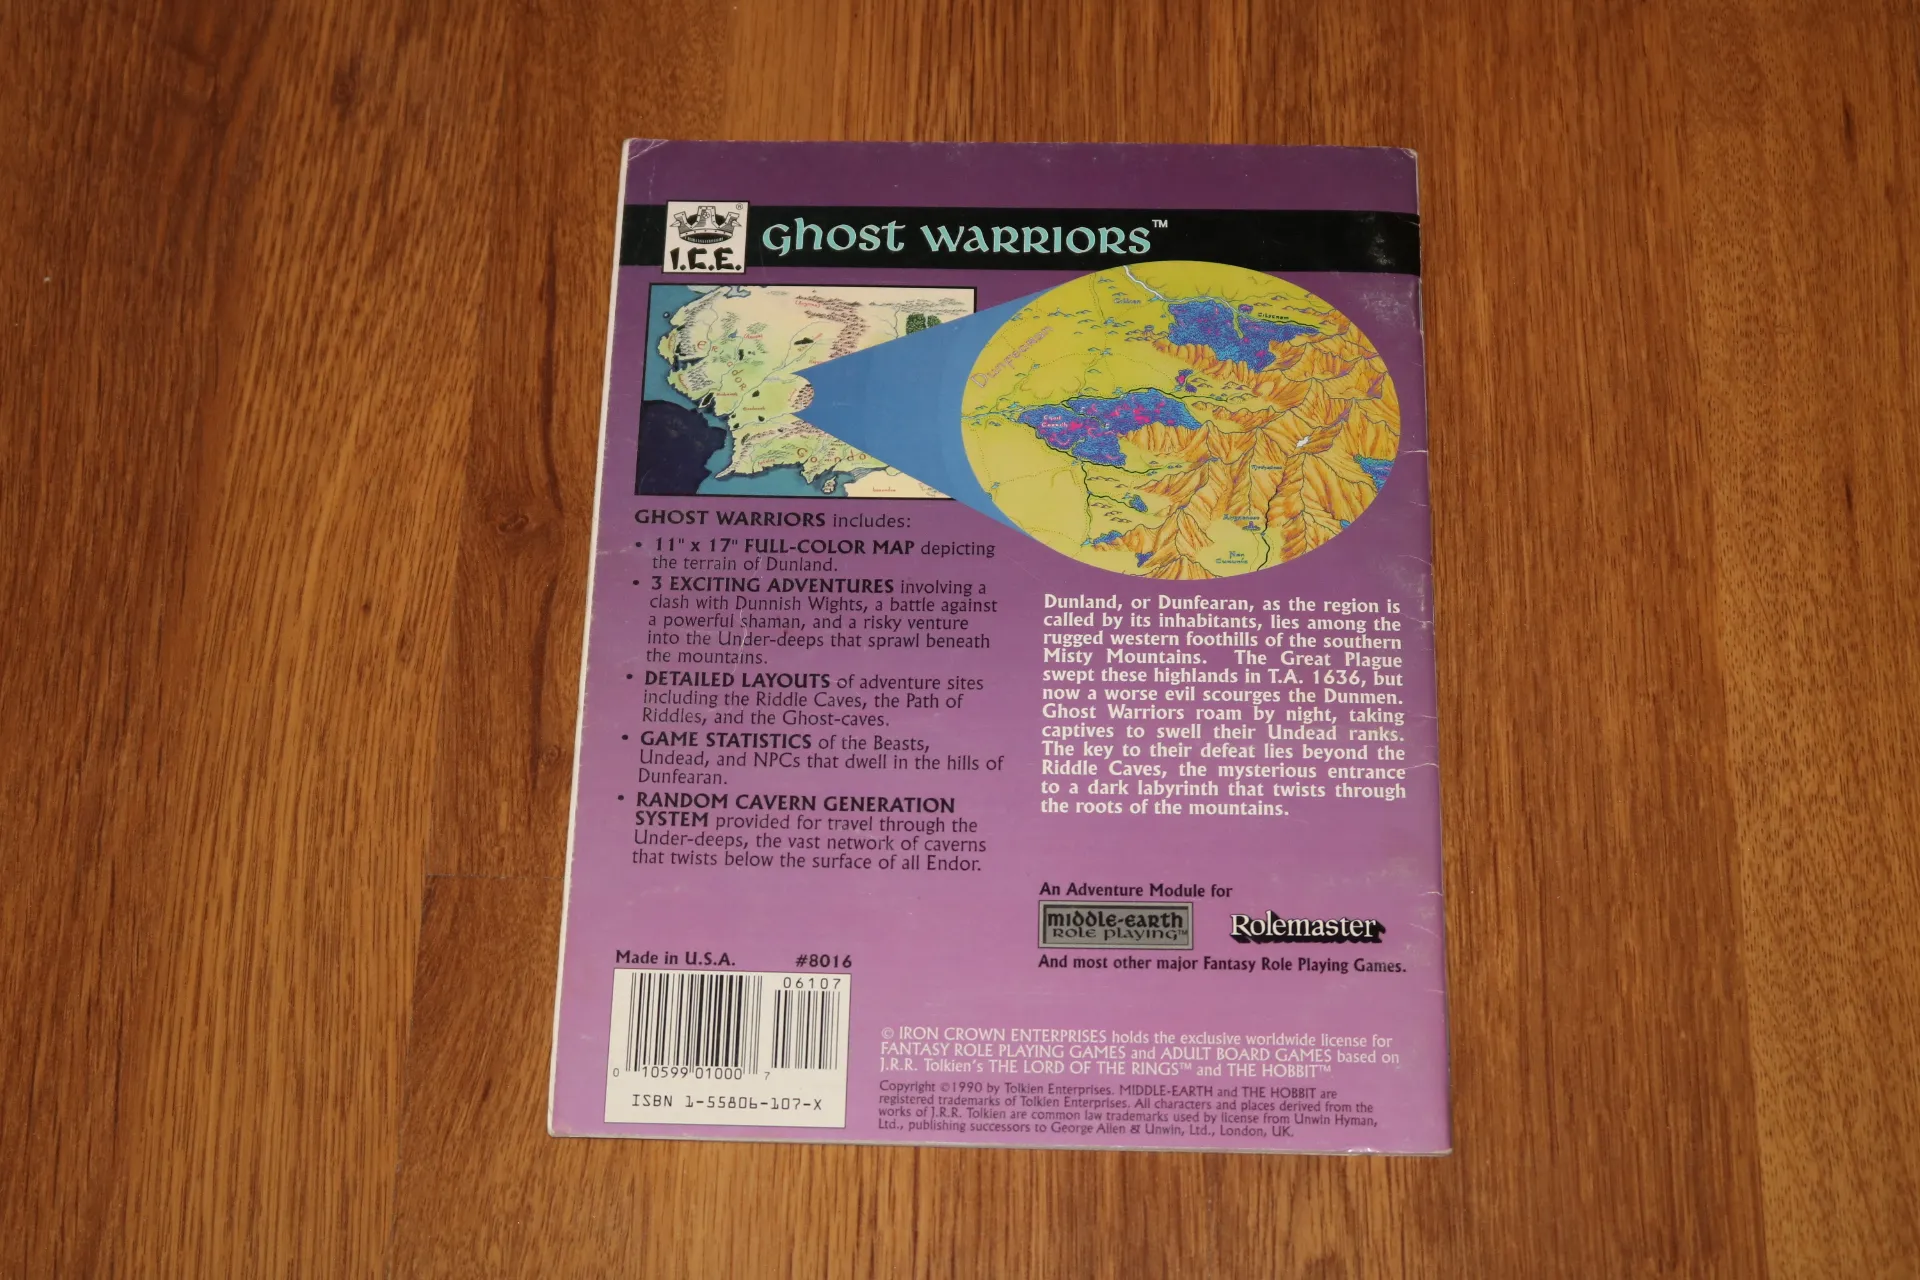 I.C.E.®
Ghost Warriors™
Eriador
Gondor
Dunfearan
GHOST WARRIORS includes:
• 11" x 17" FULL-COLOR MAP depicting
the terrain of Dunland.
• 3 EXCITING ADVENTURES involving a
clash with Dunnish Wights, a battle against
a powerful shaman, and a risky venture
into the Under-deeps that sprawl beneath
the mountains.
• DETAILED LAYOUTS of adventure sites
including the Riddle Caves, the Path of
Riddles, and the Ghost-caves.
• GAME STATISTICS of the Beasts,
Undead, and NPCs that dwell in the hills of
Dunfearan.
• RANDOM CAVERN GENERATION
SYSTEM provided for travel through the
Under-deeps, the vast network of caverns
that twists below the surface of all Endor.
Dunland, or Dunfearan, as the region is
called by its inhabitants, lies among the
rugged western foothills of the southern
Misty Mountains. The Great Plague
swept these highlands in T.A. 1636, but
now a worse evil scourges the Dunmen.
Ghost Warriors roam by night, taking
captives to swell their Undead ranks.
The key to their defeat lies beyond the
Riddle Caves, the mysterious entrance
to a dark labyrinth that twists through
the roots of the mountains.
An Adventure Module for
MIDDLE-EARTH
ROLE PLAYING™
Rolemaster
And most other major Fantasy Role Playing Games.
Made in U.S.A. #8016
06107
0 10599 01000 7
ISBN 1-55806-107-X
© IRON CROWN ENTERPRISES holds the exclusive worldwide license for
FANTASY ROLE PLAYING GAMES and ADULT BOARD GAMES based on
J.R.R. Tolkien's THE LORD OF THE RINGS™ and THE HOBBIT™
Copyright ©1990 by Tolkien Enterprises. MIDDLE-EARTH and THE HOBBIT are
registered trademarks of Tolkien Enterprises. All characters and places derived from the
works of J.R.R. Tolkien are common law trademarks used by license from Unwin Hyman,
Ltd., publishing successors to George Allen & Unwin, Ltd., London, UK.